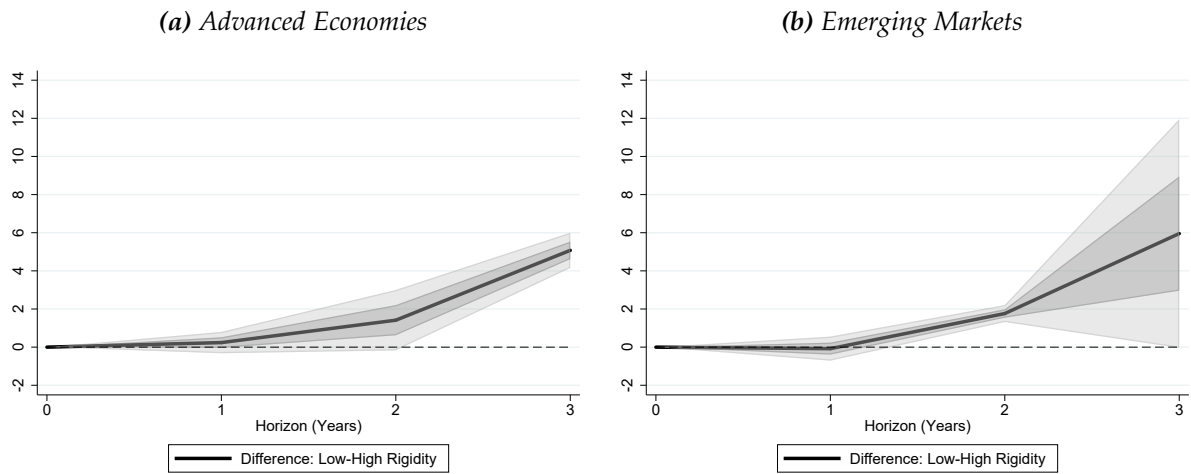 (a) Advanced Economies
14
12
10
8
6
4
2
0
-2
0 1 2 3
Horizon (Years)
Difference: Low-High Rigidity
(b) Emerging Markets
14
12
10
8
6
4
2
0
-2
0 1 2 3
Horizon (Years)
Difference: Low-High Rigidity